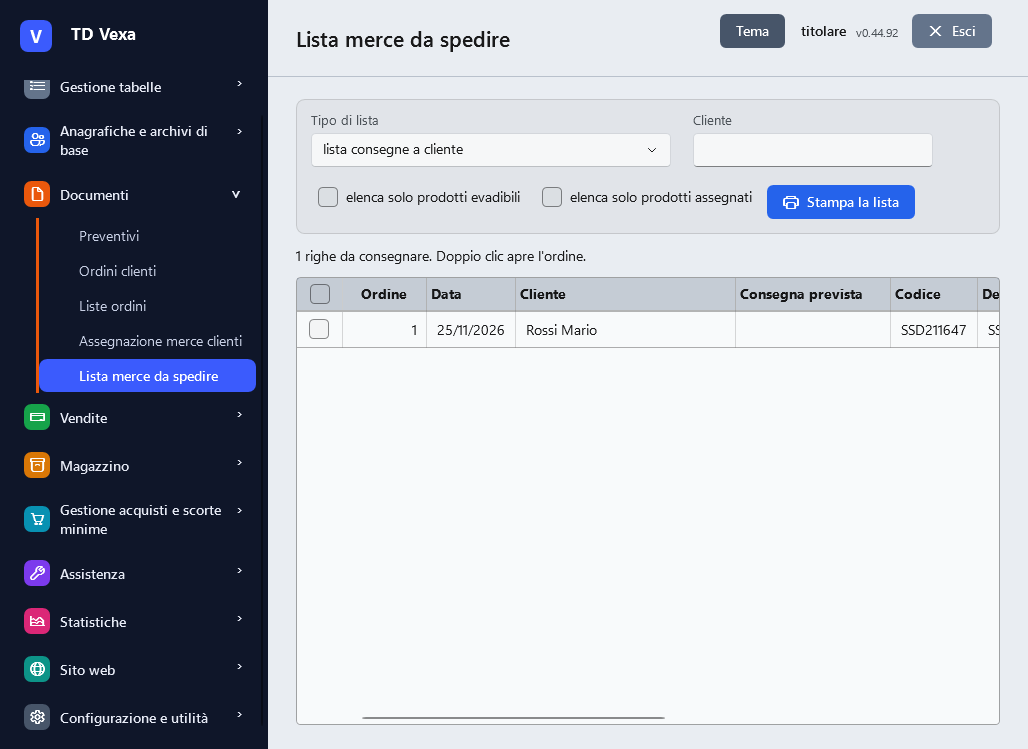 V
TD Vexa
Gestione tabelle
Anagrafiche e archivi di
base
Documenti
Preventivi
Ordini clienti
Liste ordini
Assegnazione merce clienti
Lista merce da spedire
Vendite
Magazzino
Gestione acquisti e scorte
minime
Assistenza
Statistiche
Sito web
Configurazione e utilità
Lista merce da spedire
Tema titolare v0.44.92 Esci
Tipo di lista Cliente
lista consegne a cliente
elenca solo prodotti evadibili elenca solo prodotti assegnati Stampa la lista
1 righe da consegnare. Doppio clic apre l'ordine.
Ordine Data Cliente Consegna prevista Codice De
1 25/11/2026 Rossi Mario SSD211647 SS